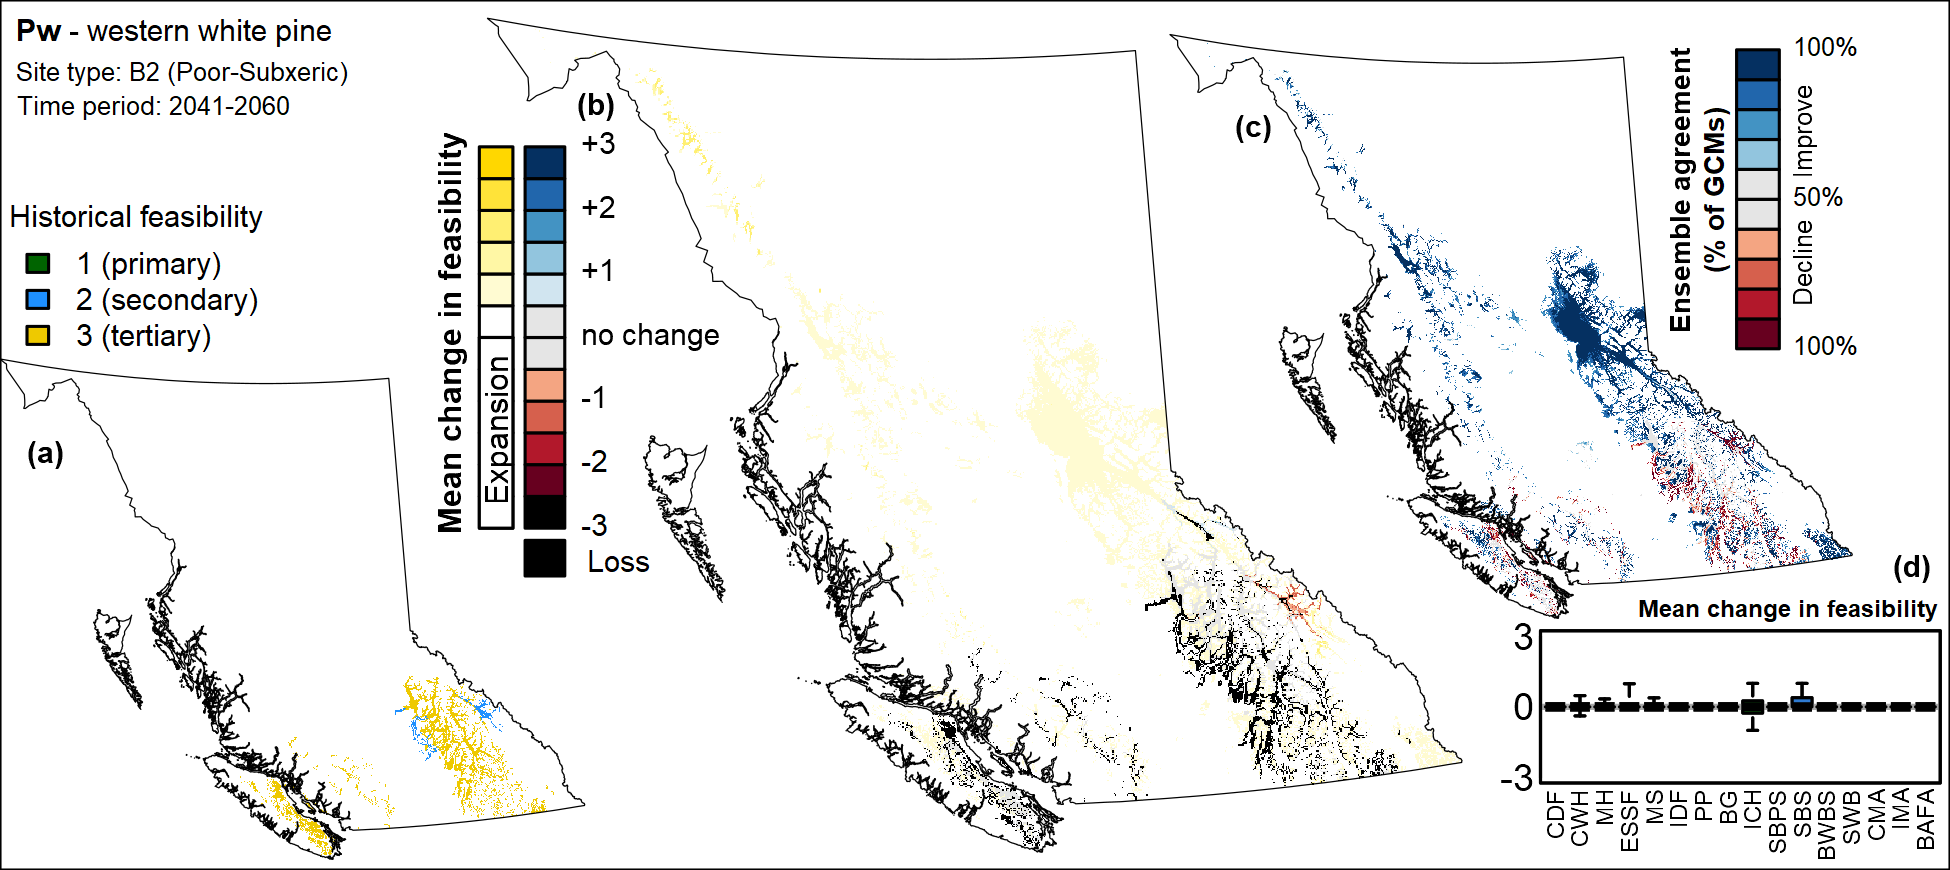 Pw - western white pine
Site type: B2 (Poor-Subxeric)
Time period: 2041-2060
Historical feasibility
1 (primary)
2 (secondary)
3 (tertiary)
(a)
(b)
Mean change in feasibility
Expansion
+3
+2
+1
no change
-1
-2
-3
Loss
(c)
Ensemble agreement
(% of GCMs)
100%
Improve
50%
Decline
100%
(d)
Mean change in feasibility
3
0
-3
CDF
CWH
MH
ESSF
MS
IDF
PP
BG
ICH
SBPS
SBS
BWBS
SWB
CMA
IMA
BAFA